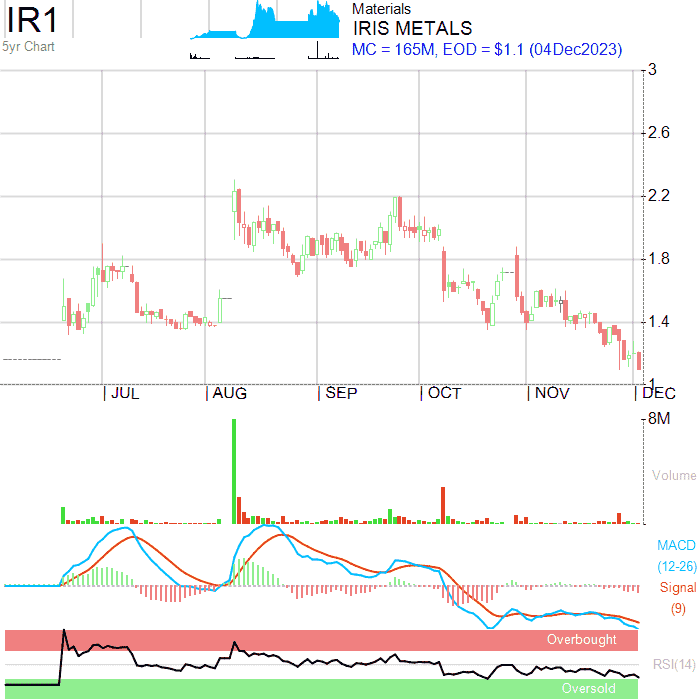 IR1
5yr Chart
Materials
IRIS METALS
MC = 165M, EOD = $1.1 (04Dec2023)
3
2.6
2.2
1.8
1.4
1
JUL AUG SEP OCT NOV DEC
8M
Volume
MACD
(12-26)
Signal
(9)
Overbought
RSI(14)
Oversold